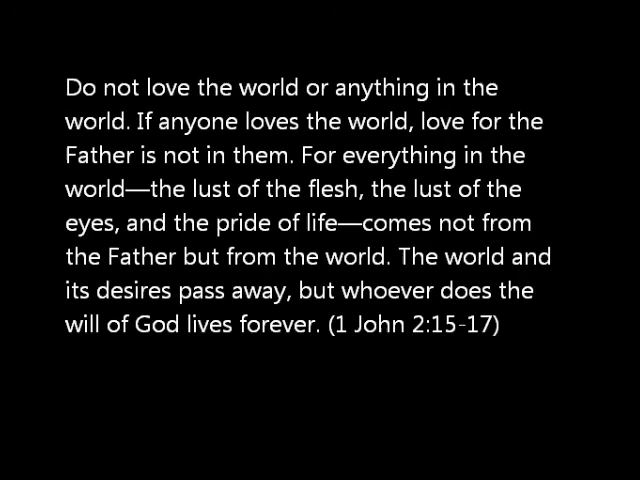 Do not love the world or anything in the
world. If anyone loves the world, love for the
Father is not in them. For everything in the
world—the lust of the flesh, the lust of the
eyes, and the pride of life—comes not from
the Father but from the world. The world and
its desires pass away, but whoever does the
will of God lives forever. (1 John 2:15-17)